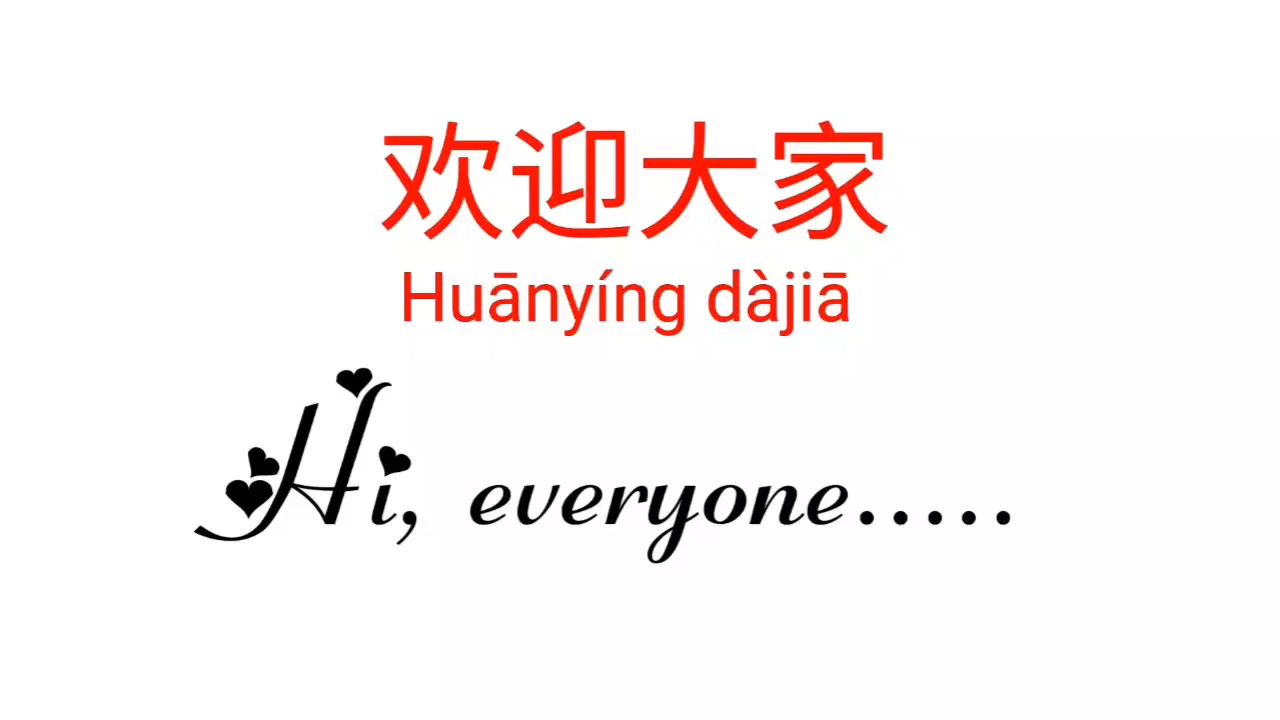 欢迎大家
Huānyíng dàjiā
Hi, everyone.....